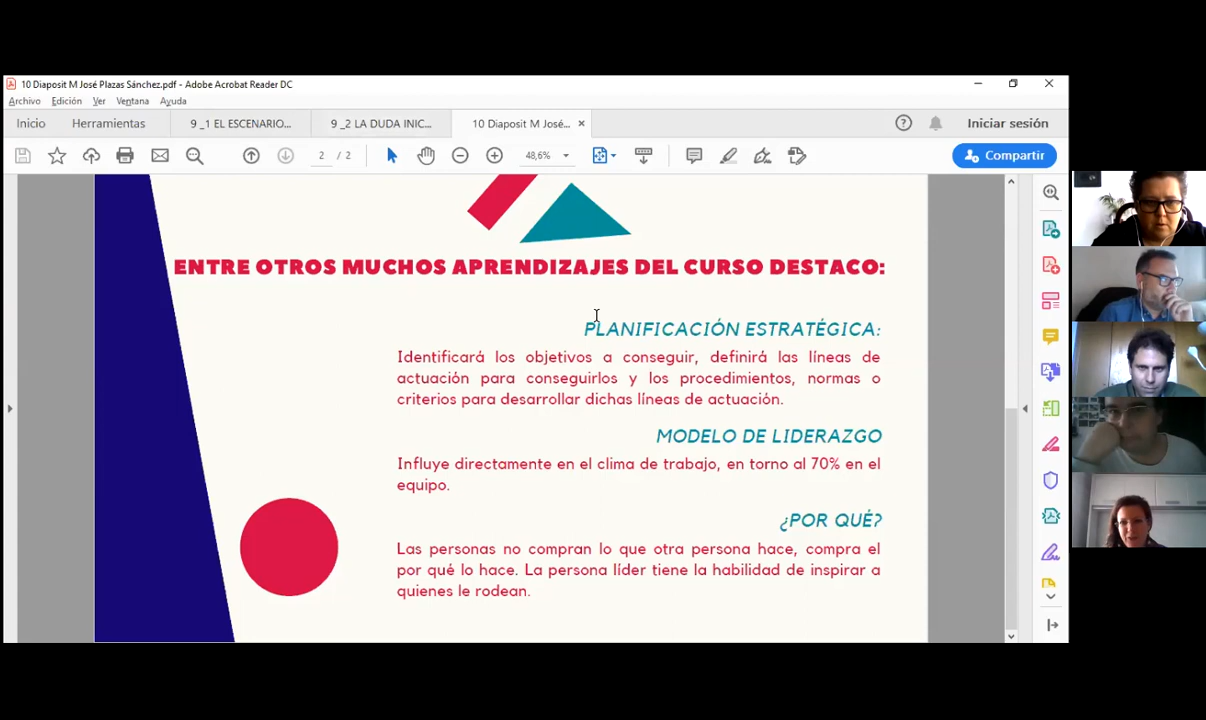 10 Diaposit M José Plazas Sánchez.pdf - Adobe Acrobat Reader DC
Archivo Edición Ver Ventana Ayuda
Inicio Herramientas 9 _1 EL ESCENARIO... 9 _2 LA DUDA INIC... 10 Diaposit M José... Iniciar sesión
2 / 2 48,6% Compartir
ENTRE OTROS MUCHOS APRENDIZAJES DEL CURSO DESTACO:
PLANIFICACIÓN ESTRATÉGICA:
Identificará los objetivos a conseguir, definirá las líneas de
actuación para conseguirlos y los procedimientos, normas o
criterios para desarrollar dichas líneas de actuación.
MODELO DE LIDERAZGO
Influye directamente en el clima de trabajo, en torno al 70% en el
equipo.
¿POR QUÉ?
Las personas no compran lo que otra persona hace, compra el
por qué lo hace. La persona líder tiene la habilidad de inspirar a
quienes le rodean.